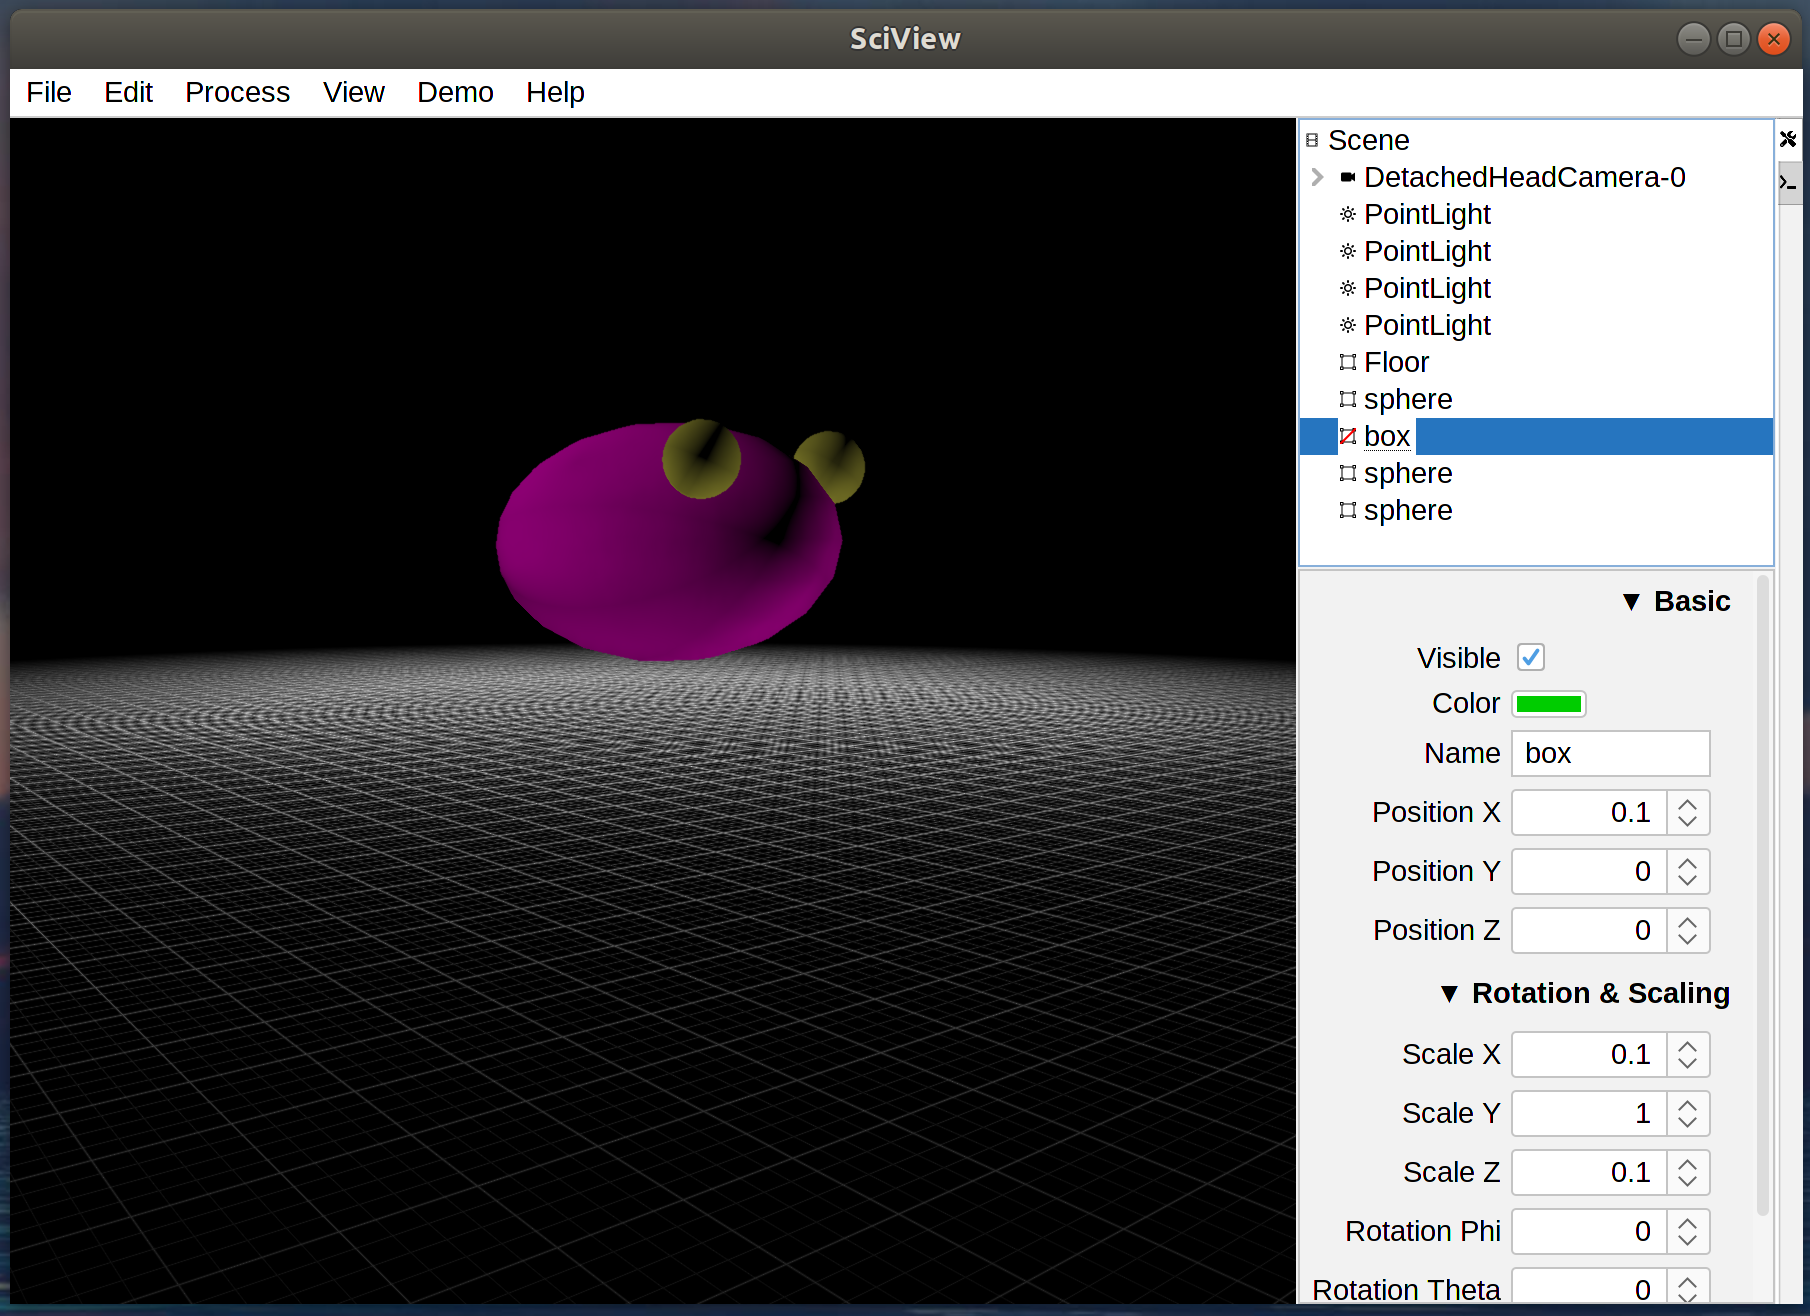 SciView
File Edit Process View Demo Help
Scene
DetachedHeadCamera-0
PointLight
PointLight
PointLight
PointLight
Floor
sphere
box
sphere
sphere
▼ Basic
Visible
Color
Name box
Position X 0.1
Position Y 0
Position Z 0
▼ Rotation & Scaling
Scale X 0.1
Scale Y 1
Scale Z 0.1
Rotation Phi 0
Rotation Theta 0